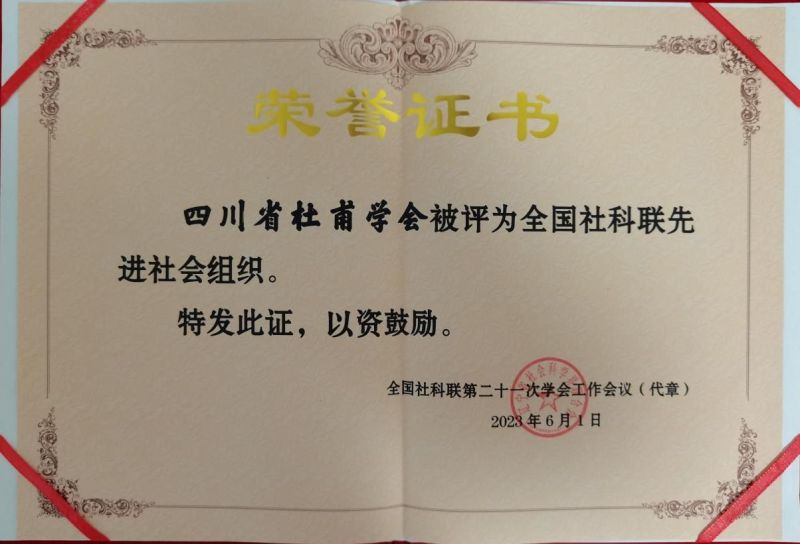 荣誉证书
四川省杜甫学会被评为全国社科联先
进社会组织。
特发此证，以资鼓励。
全国社科联第二十一次学会工作会议（代章）
2023年6月1日